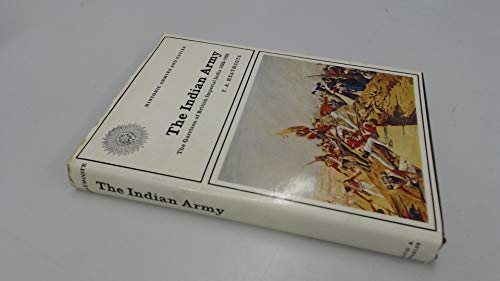 HISTORIC ARMIES AND NAVIES
The Indian Army
The Garrison of British Imperial India 1822-1922
T. A. HEATHCOTE
The Indian Army